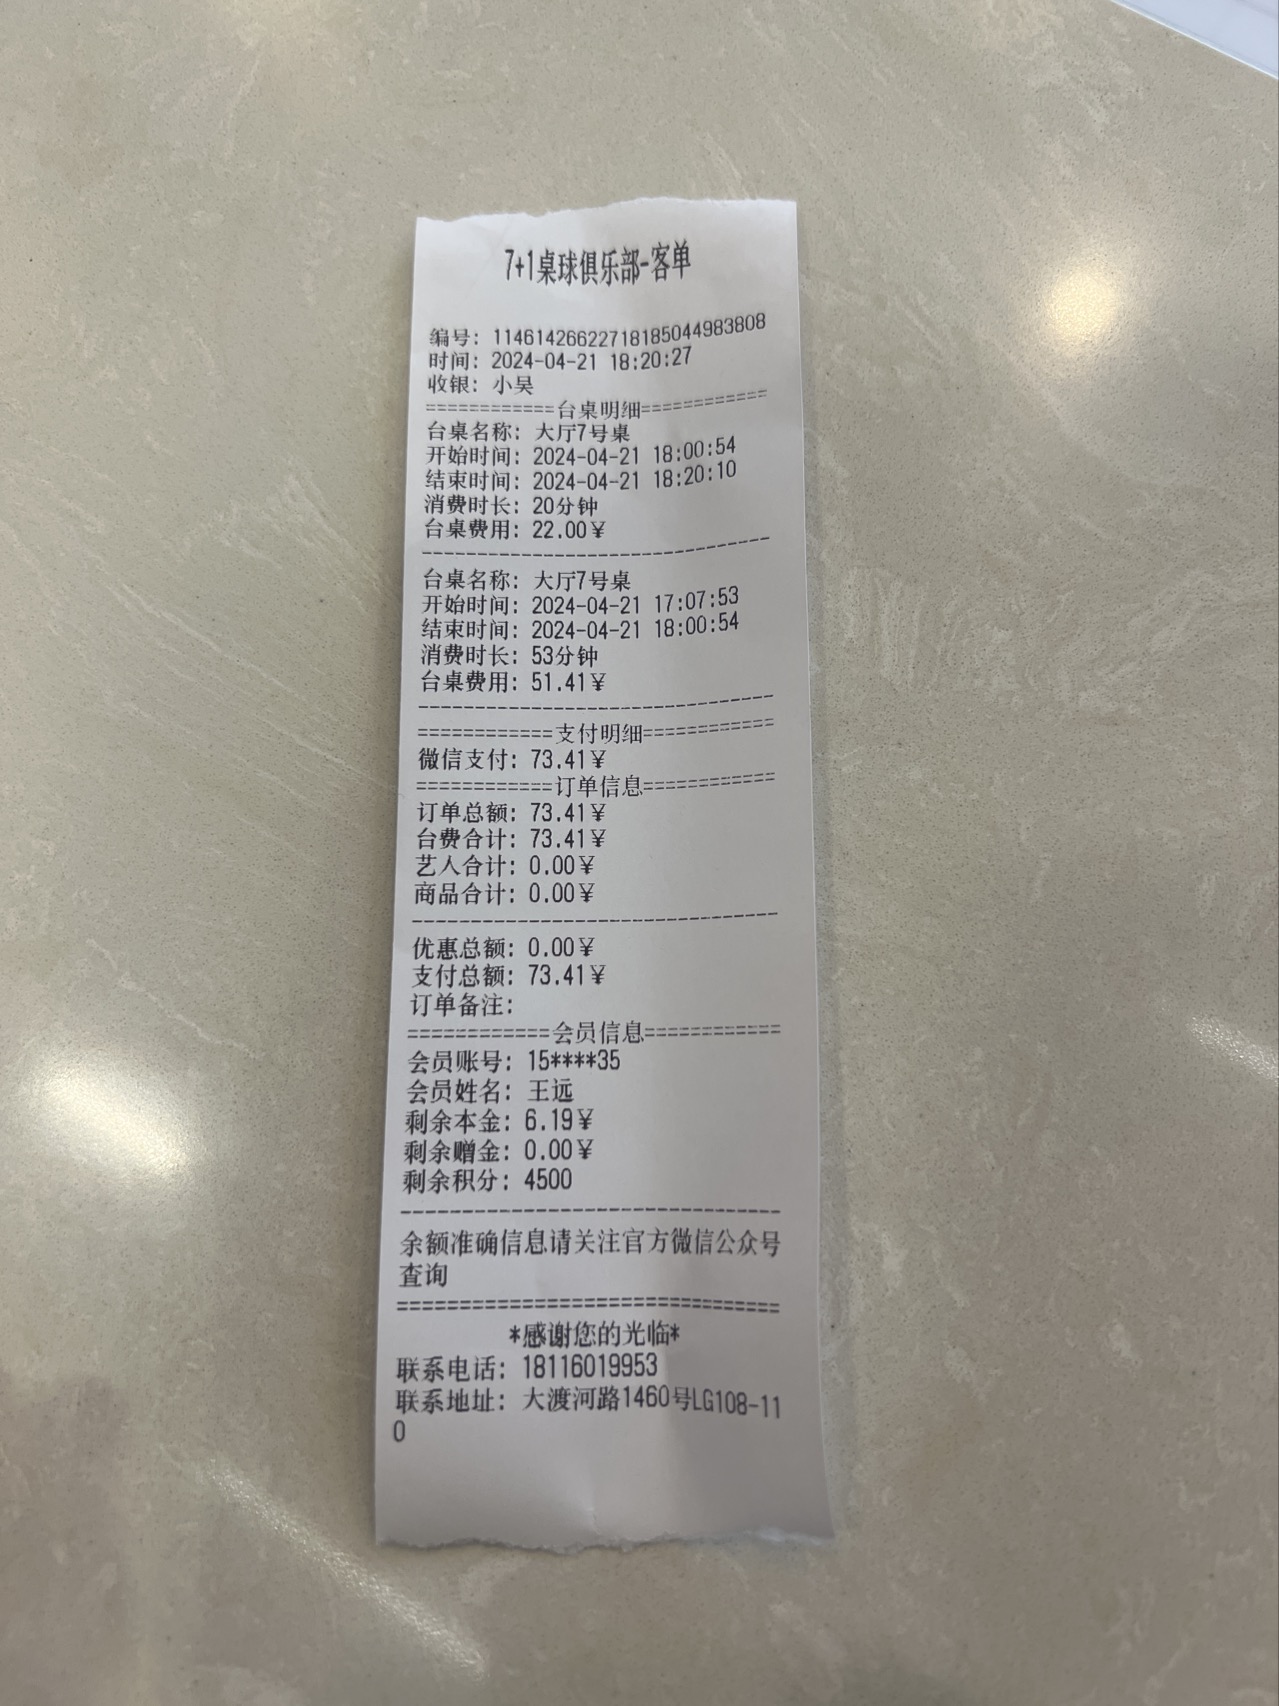 7+1桌球俱乐部-客单
编号: 1146142662271818504498​3808
时间: 2024-04-21 18:20:27
收银: 小吴
============台桌明细============
台桌名称: 大厅7号桌
开始时间: 2024-04-21 18:00:54
结束时间: 2024-04-21 18:20:10
消费时长: 20分钟
台桌费用: 22.00¥
--------------------------------
台桌名称: 大厅7号桌
开始时间: 2024-04-21 17:07:53
结束时间: 2024-04-21 18:00:54
消费时长: 53分钟
台桌费用: 51.41¥
--------------------------------
============支付明细============
微信支付: 73.41¥
============订单信息============
订单总额: 73.41¥
台费合计: 73.41¥
艺人合计: 0.00¥
商品合计: 0.00¥
--------------------------------
优惠总额: 0.00¥
支付总额: 73.41¥
订单备注:
============会员信息============
会员账号: 15****35
会员姓名: 王远
剩余本金: 6.19¥
剩余赠金: 0.00¥
剩余积分: 4500
--------------------------------
余额准确信息请关注官方微信公众号
查询
================================
*感谢您的光临*
联系电话: 18116019953
联系地址: 大渡河路1460号LG108-11
0